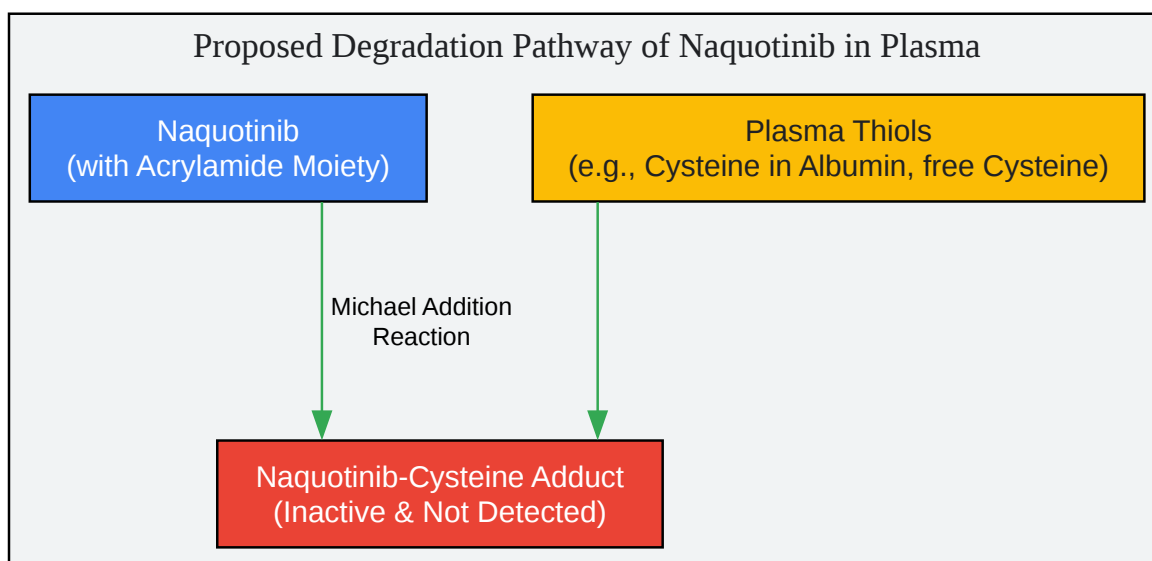 Proposed Degradation Pathway of Naquotinib in Plasma
Naquotinib
(with Acrylamide Moiety)
Plasma Thiols
(e.g., Cysteine in Albumin, free Cysteine)
Michael Addition
Reaction
Naquotinib-Cysteine Adduct
(Inactive & Not Detected)